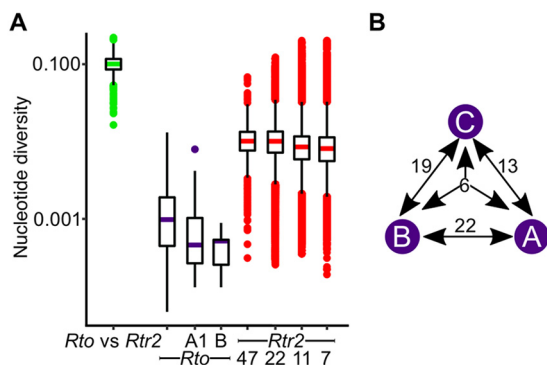 A
B
Nucleotide diversity
0.100
0.001
Rto vs Rtr2
A1 B
Rto
Rtr2
47 22 11 7
C
19
13
6
B
22
A